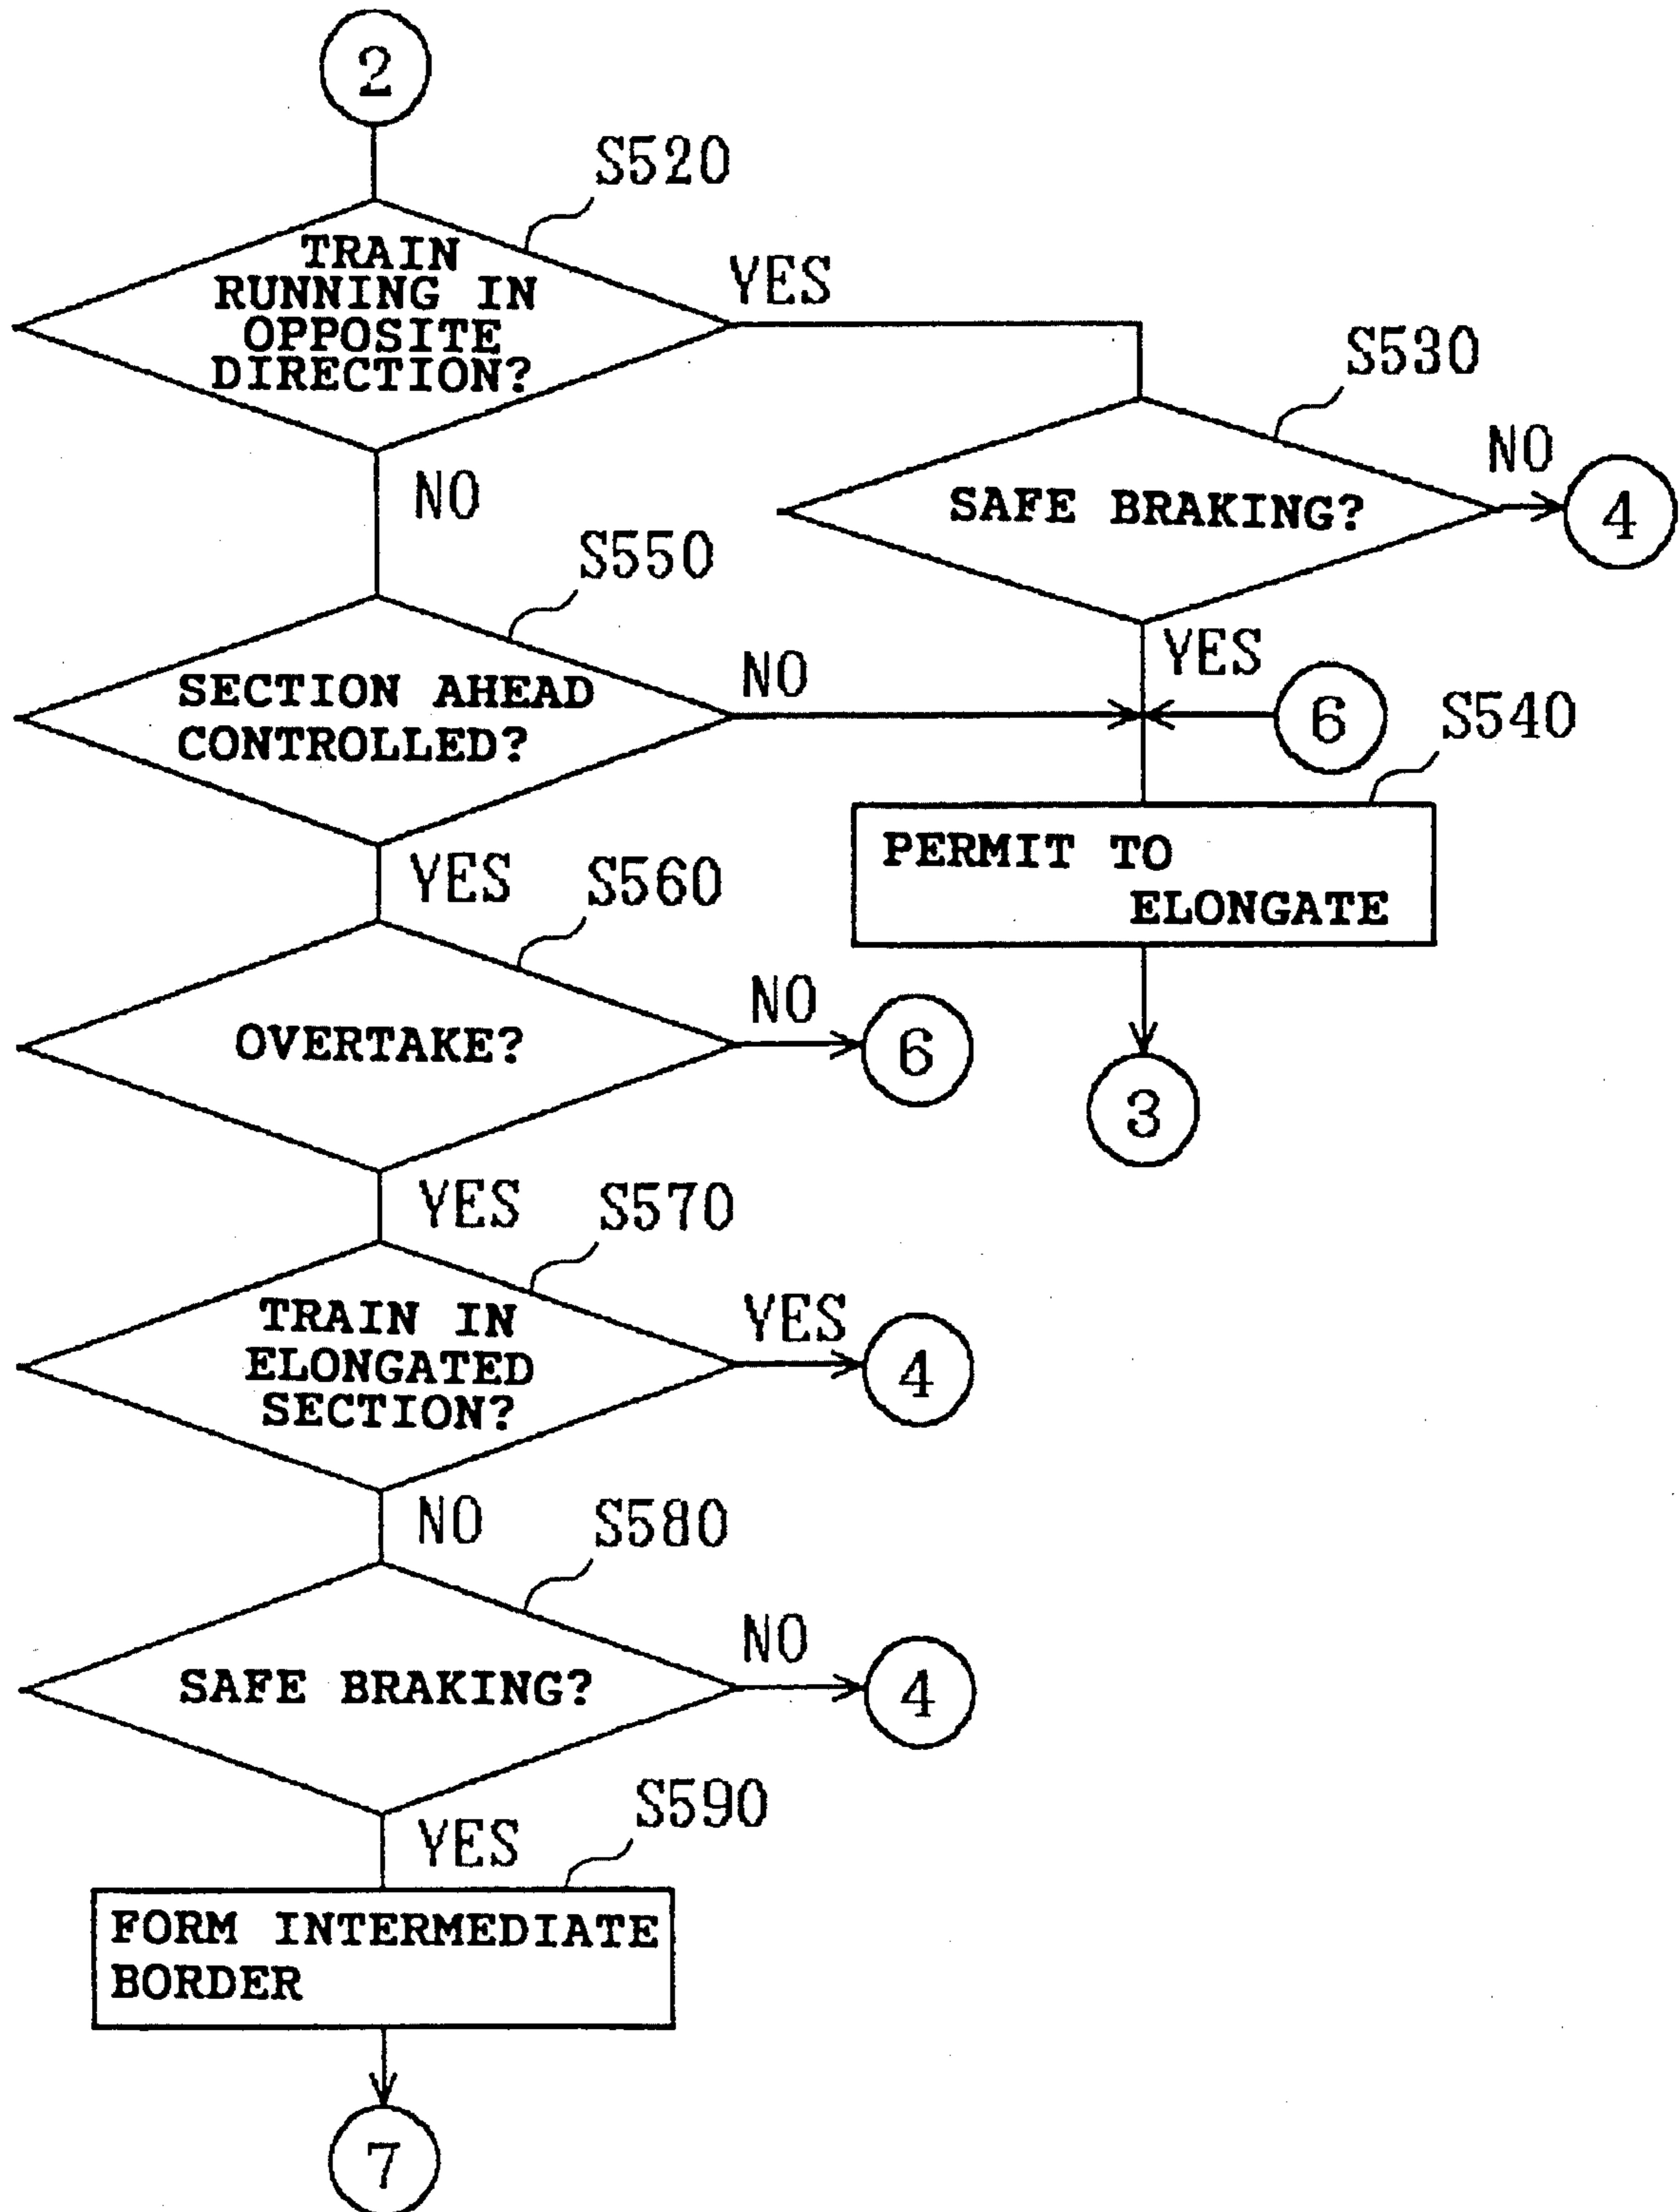 2
S520
TRAIN
RUNNING IN
OPPOSITE
DIRECTION?
YES
S530
NO
SAFE BRAKING?
4
NO
S550
YES
SECTION AHEAD
CONTROLLED?
NO
6
S540
PERMIT TO
ELONGATE
3
YES
S560
OVERTAKE?
NO
6
YES
S570
TRAIN IN
ELONGATED
SECTION?
YES
4
NO
S580
SAFE BRAKING?
NO
4
YES
S590
FORM INTERMEDIATE
BORDER
7